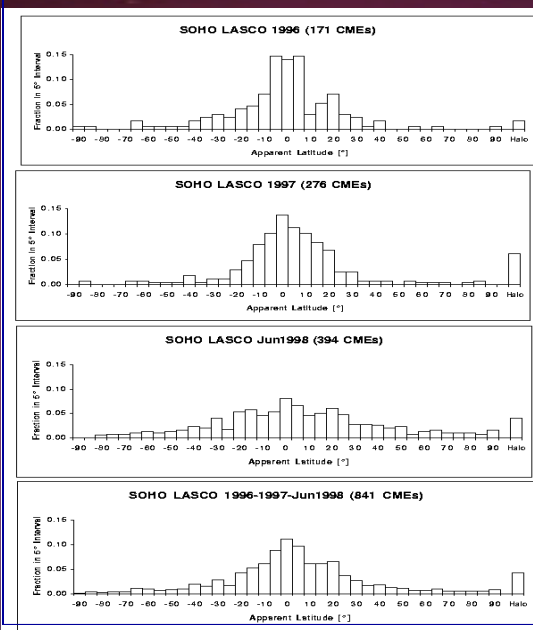 SOHO LASCO 1996 (171 CMEs)
Fraction in 5° Interval
0.15
0.10
0.05
0.00
-90 -80 -70 -60 -50 -40 -30 -20 -10 0 10 20 30 40 50 60 70 80 90 Halo
Apparent Latitude [°]
SOHO LASCO 1997 (276 CMEs)
Fraction in 5° Interval
0.15
0.10
0.05
0.00
-90 -80 -70 -60 -50 -40 -30 -20 -10 0 10 20 30 40 50 60 70 80 90 Halo
Apparent Latitude [°]
SOHO LASCO Jun1998 (394 CMEs)
Fraction in 5° Interval
0.15
0.10
0.05
0.00
-90 -80 -70 -60 -50 -40 -30 -20 -10 0 10 20 30 40 50 60 70 80 90 Halo
Apparent Latitude [°]
SOHO LASCO 1996-1997-Jun1998 (841 CMEs)
Fraction in 5° Interval
0.15
0.10
0.05
0.00
-90 -80 -70 -60 -50 -40 -30 -20 -10 0 10 20 30 40 50 60 70 80 90 Halo
Apparent Latitude [°]